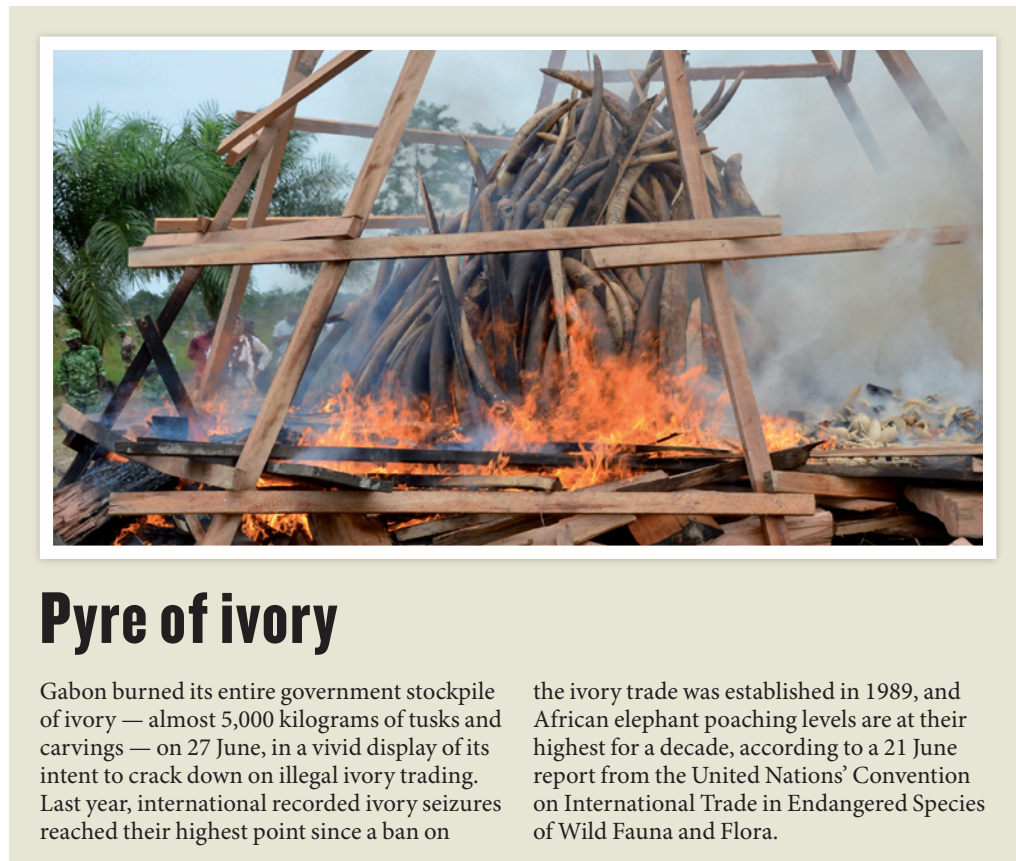 Pyre of ivory
Gabon burned its entire government stockpile
of ivory — almost 5,000 kilograms of tusks and
carvings — on 27 June, in a vivid display of its
intent to crack down on illegal ivory trading.
Last year, international recorded ivory seizures
reached their highest point since a ban on
the ivory trade was established in 1989, and
African elephant poaching levels are at their
highest for a decade, according to a 21 June
report from the United Nations’ Convention
on International Trade in Endangered Species
of Wild Fauna and Flora.